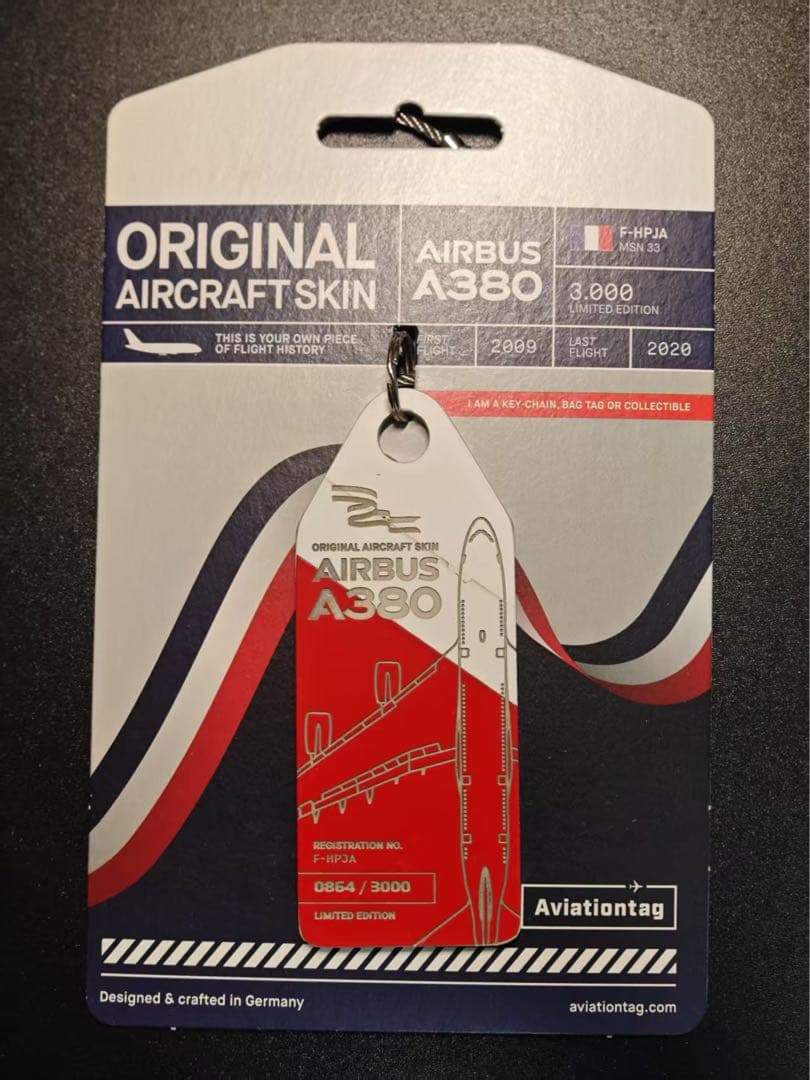 ORIGINAL
AIRCRAFT SKIN
AIRBUS
A380
F-HPJA
MSN 33
3.000
LIMITED EDITION
THIS IS YOUR OWN PIECE
OF FLIGHT HISTORY
FIRST
FLIGHT
2009
LAST
FLIGHT
2020
I AM A KEY-CHAIN, BAG TAG OR COLLECTIBLE
ORIGINAL AIRCRAFT SKIN
AIRBUS
A380
REGISTRATION NO.
F-HPJA
0864 / 3000
LIMITED EDITION
Aviationtag
Designed & crafted in Germany
aviationtag.com